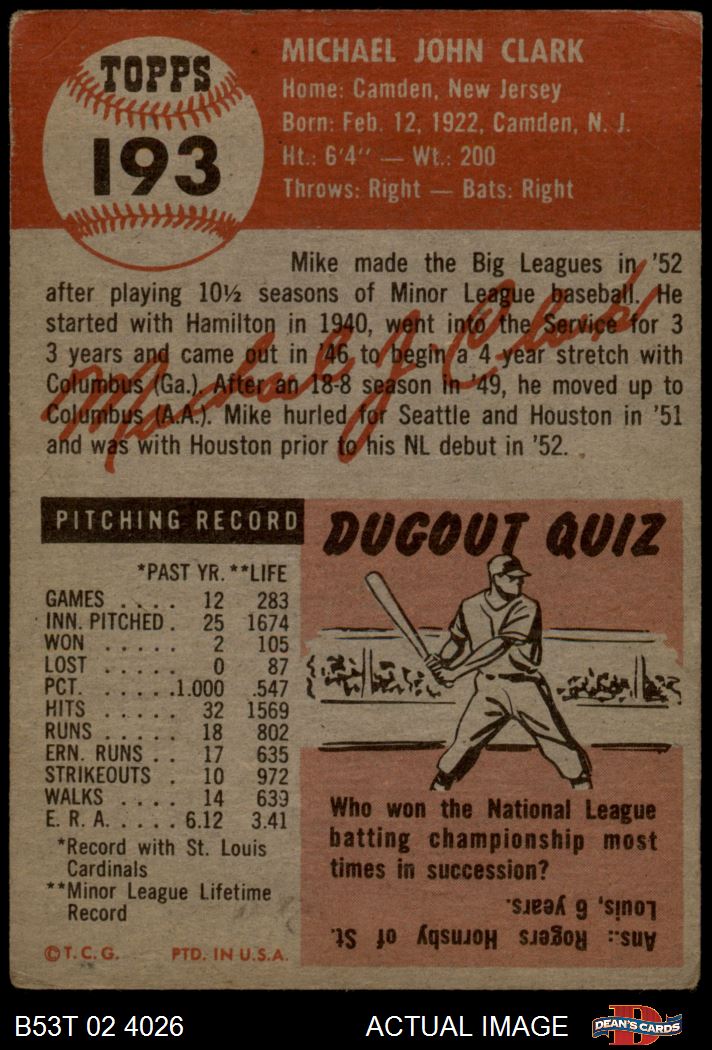 TOPPS
193
MICHAEL JOHN CLARK
Home: Camden, New Jersey
Born: Feb. 12, 1922, Camden, N. J.
Ht.: 6'4" — Wt.: 200
Throws: Right — Bats: Right
Mike made the Big Leagues in '52
after playing 10½ seasons of Minor League baseball. He
started with Hamilton in 1940, went into the Service for 3
3 years and came out in '46 to begin a 4 year stretch with
Columbus (Ga.). After an 18-8 season in '49, he moved up to
Columbus (A.A.). Mike hurled for Seattle and Houston in '51
and was with Houston prior to his NL debut in '52.
Michael J. Clark
PITCHING RECORD
*PAST YR. **LIFE
GAMES . . . . 12 283
INN. PITCHED . 25 1674
WON . . . . . 2 105
LOST . . . . . 0 87
PCT. . . . . .1.000 .547
HITS . . . . . 32 1569
RUNS . . . . . 18 802
ERN. RUNS . . 17 635
STRIKEOUTS . 10 972
WALKS . . . . 14 639
E. R. A. . . . . 6.12 3.41
*Record with St. Louis
Cardinals
**Minor League Lifetime
Record
© T. C. G. PTD. IN U.S.A.
DUGOUT QUIZ
Who won the National League
batting championship most
times in succession?
Ans.: Rogers Hornsby of St.
Louis, 6 years.
B53T 02 4026
ACTUAL IMAGE
D
DEAN'S CARDS